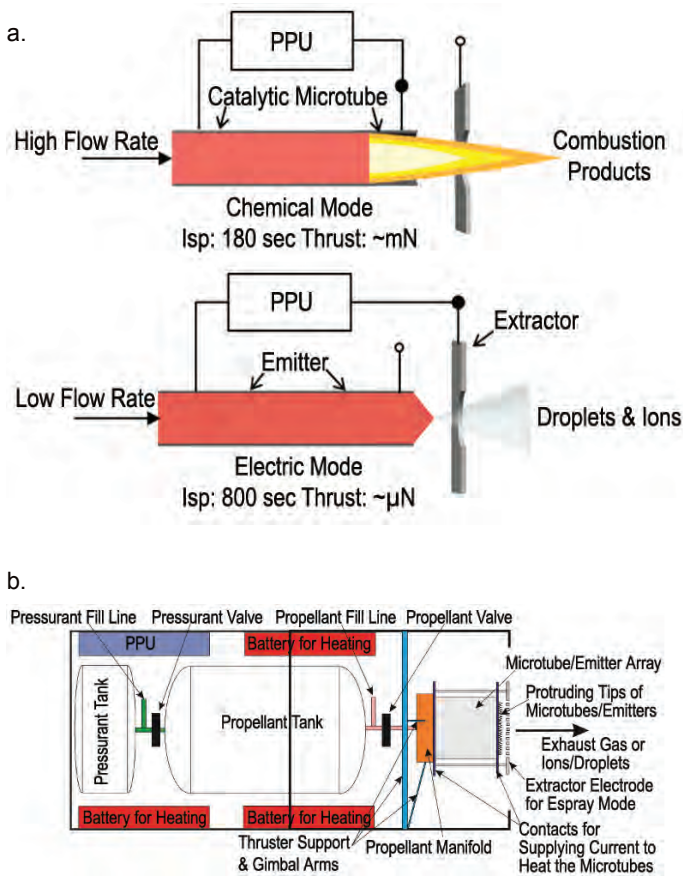 a.
PPU
Catalytic Microtube
High Flow Rate
Combustion
Products
Chemical Mode
Isp: 180 sec Thrust: ~mN
PPU
Extractor
Emitter
Low Flow Rate
Droplets & Ions
Electric Mode
Isp: 800 sec Thrust: ~µN
b.
Pressurant Fill Line
Pressurant Valve
Propellant Fill Line
Propellant Valve
PPU
Battery for Heating
Microtube/Emitter Array
Pressurant Tank
Propellant Tank
Protruding Tips of
Microtubes/Emitters
Exhaust Gas or
Ions/Droplets
Extractor Electrode
for Espray Mode
Battery for Heating
Battery for Heating
Thruster Support
& Gimbal Arms
Propellant Manifold
Contacts for
Supplying Current to
Heat the Microtubes